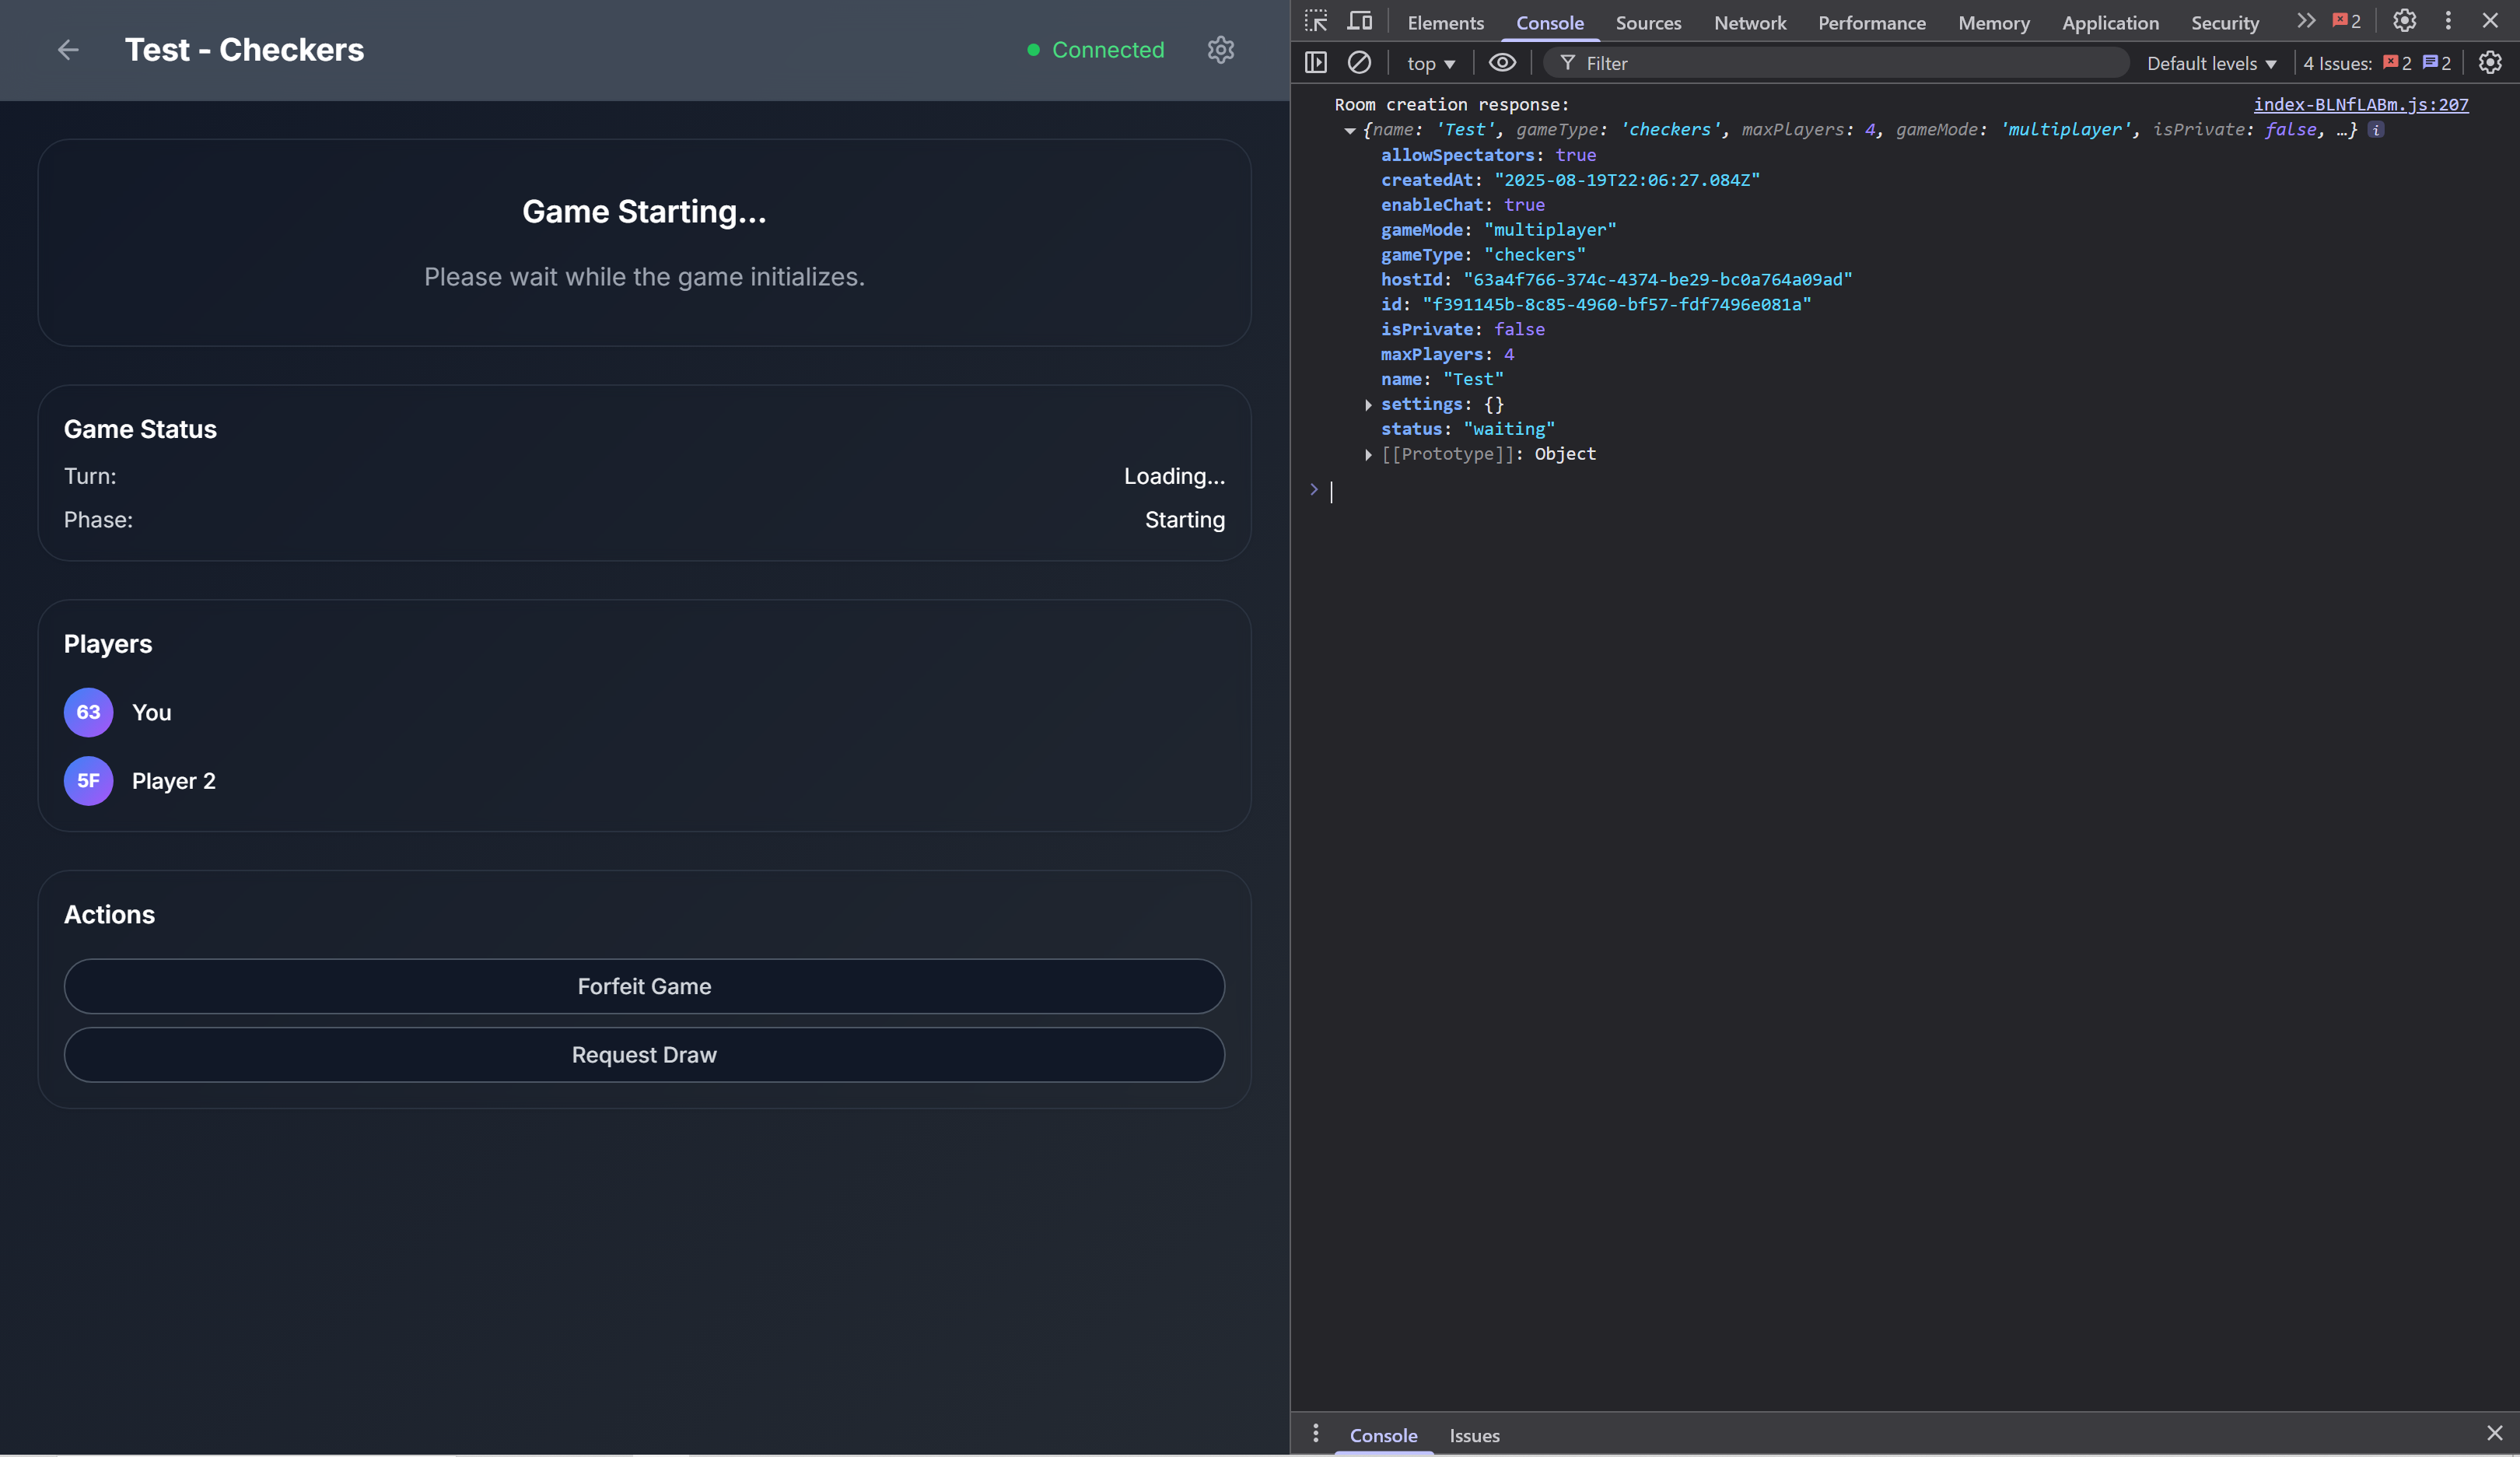 Test - Checkers
Connected
Game Starting...
Please wait while the game initializes.
Game Status
Turn: Loading...
Phase: Starting
Players
63 You
5F Player 2
Actions
Forfeit Game
Request Draw
Elements Console Sources Network Performance Memory Application Security 2
top Filter Default levels 4 Issues: 2 2
Room creation response: index-BLNfLABm.js:207
{name: 'Test', gameType: 'checkers', maxPlayers: 4, gameMode: 'multiplayer', isPrivate: false, …} i
allowSpectators: true
createdAt: "2025-08-19T22:06:27.084Z"
enableChat: true
gameMode: "multiplayer"
gameType: "checkers"
hostId: "63a4f766-374c-4374-be29-bc0a764a09ad"
id: "f391145b-8c85-4960-bf57-fdf7496e081a"
isPrivate: false
maxPlayers: 4
name: "Test"
settings: {}
status: "waiting"
[[Prototype]]: Object
Console Issues